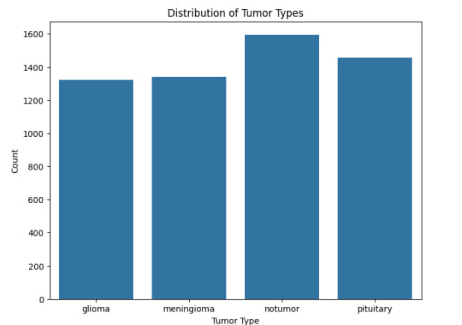 Distribution of Tumor Types
1600
1400
1200
1000
800
600
400
200
0
Count
glioma meningioma notumor pituitary
Tumor Type